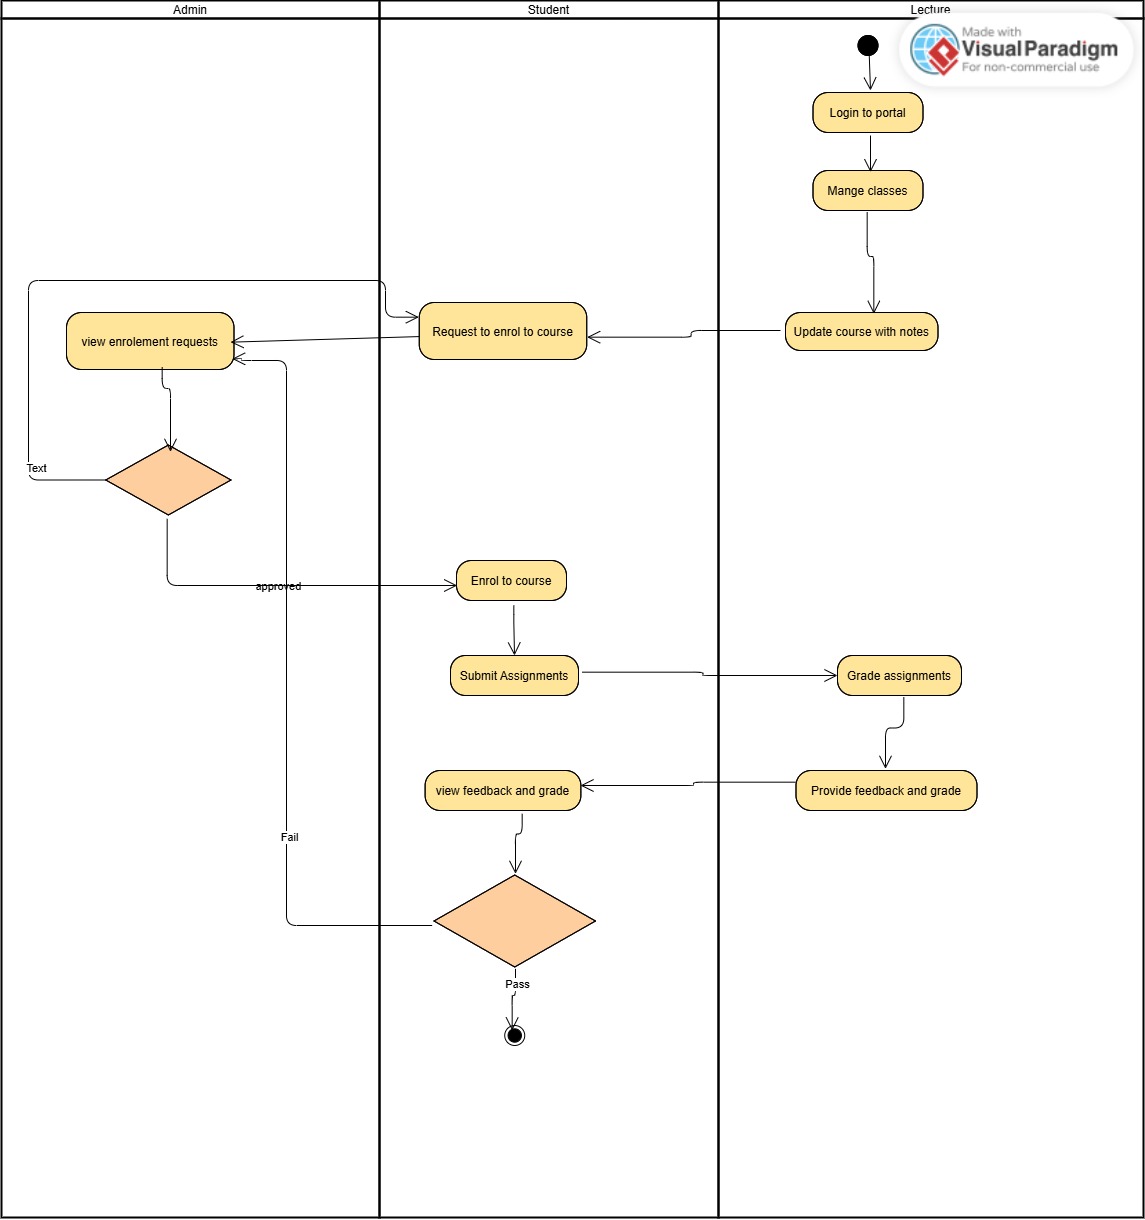 Admin
Student
Lecture
Made with
VisualParadigm
For non-commercial use
Login to portal
Mange classes
view enrolement requests
Request to enrol to course
Update course with notes
Text
approved
Enrol to course
Submit Assignments
Grade assignments
view feedback and grade
Provide feedback and grade
Fail
Pass